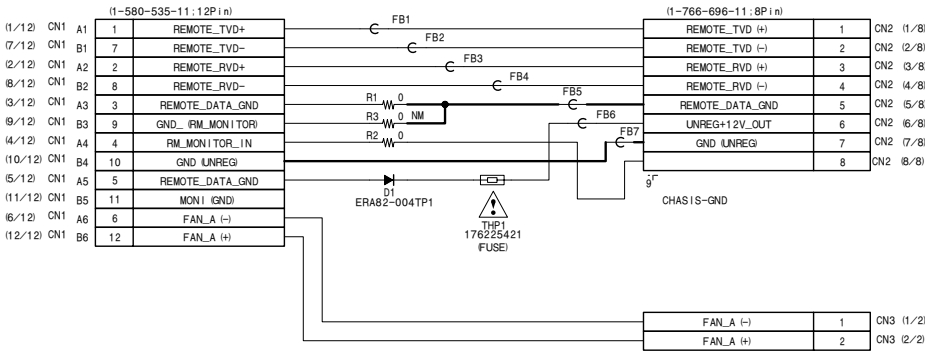 (1-580-535-11:12Pin)
(1/12) CN1 A1 1 REMOTE_TVD+
(7/12) CN1 B1 7 REMOTE_TVD-
(2/12) CN1 A2 2 REMOTE_RVD+
(8/12) CN1 B2 8 REMOTE_RVD-
(3/12) CN1 A3 3 REMOTE_DATA_GND
(9/12) CN1 B3 9 GND_ (RM_MONITOR)
(4/12) CN1 A4 4 RM_MONITOR_IN
(10/12) CN1 B4 10 GND (UNREG)
(5/12) CN1 A5 5 REMOTE_DATA_GND
(11/12) CN1 B5 11 MONI (GND)
(6/12) CN1 A6 6 FAN_A (-)
(12/12) CN1 B6 12 FAN_A (+)
FB1
FB2
FB3
FB4
FB5
FB6
FB7
R1 0
R3 0 NM
R2 0
D1
ERA82-004TP1
THP1
176225421
(FUSE)
(1-766-696-11:8Pin)
REMOTE_TVD (+) 1 CN2 (1/8)
REMOTE_TVD (-) 2 CN2 (2/8)
REMOTE_RVD (+) 3 CN2 (3/8)
REMOTE_RVD (-) 4 CN2 (4/8)
REMOTE_DATA_GND 5 CN2 (5/8)
UNREG+12V_OUT 6 CN2 (6/8)
GND (UNREG) 7 CN2 (7/8)
8 CN2 (8/8)
9
CHASIS-GND
FAN_A (-) 1 CN3 (1/2)
FAN_A (+) 2 CN3 (2/2)